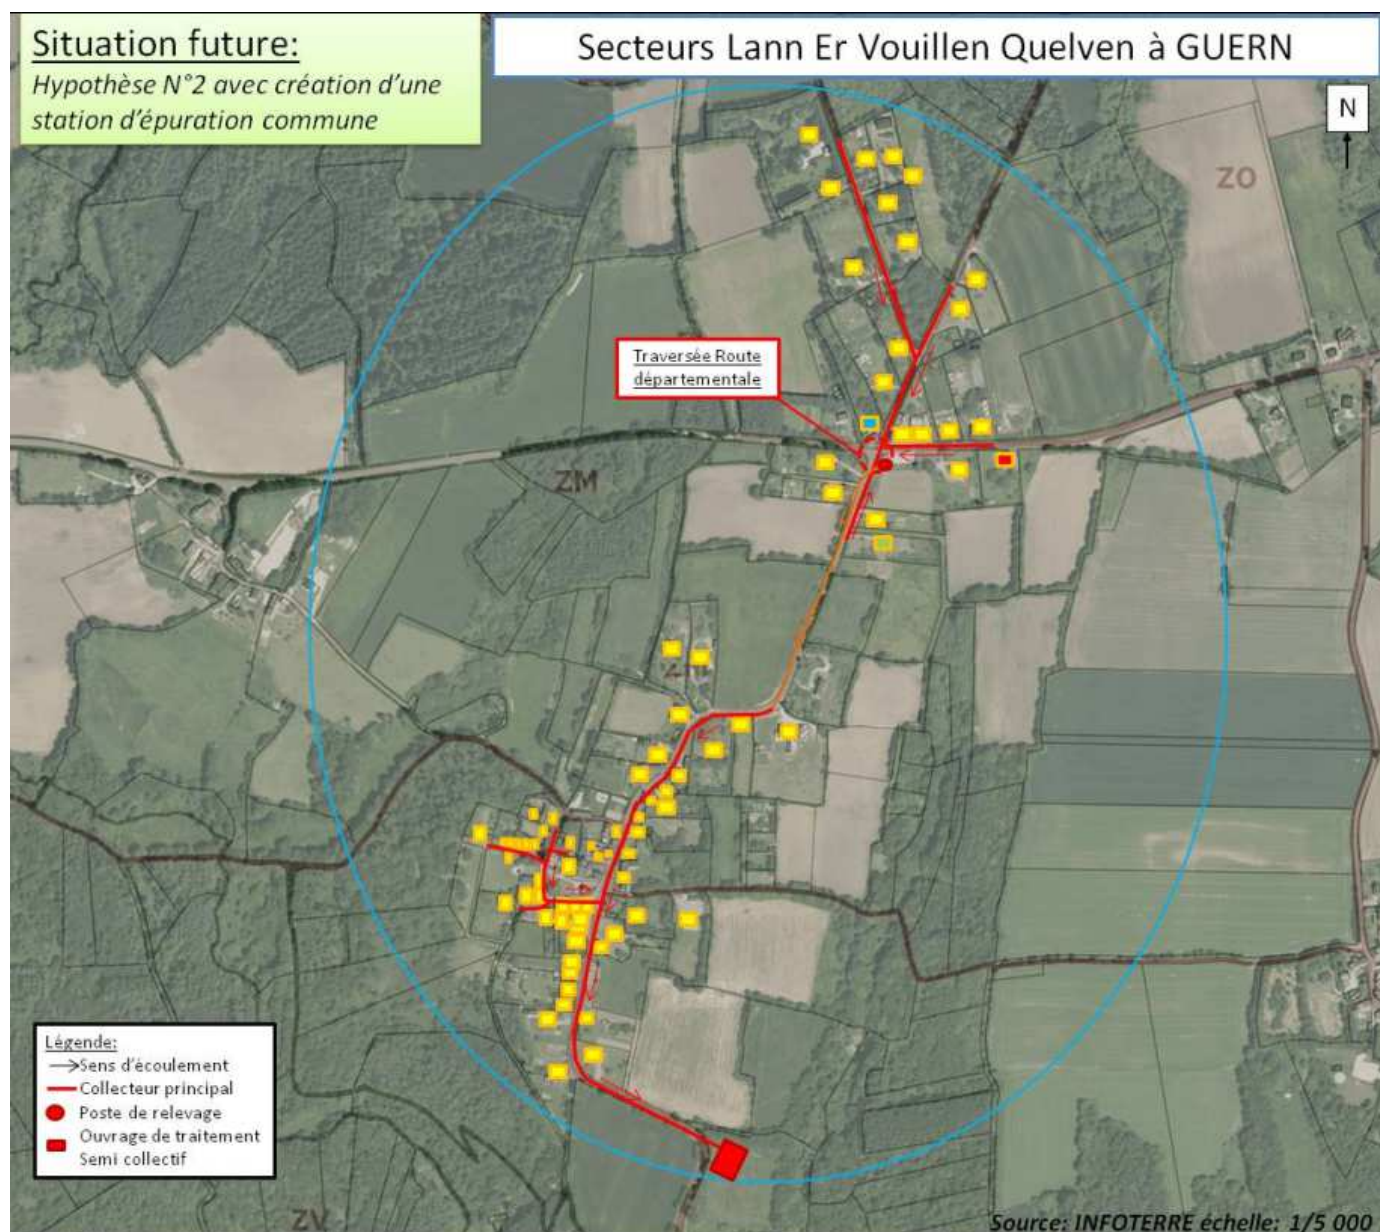 Situation future:
Hypothèse N°2 avec création d'une
station d'épuration commune
Secteurs Lann Er Vouillen Quelven à GUERN
N
ZO
Traversée Route
départementale
ZM
Légende:
Sens d'écoulement
Collecteur principal
Poste de relevage
Ouvrage de traitement
Semi collectif
ZV
Source: INFOTERRE échelle: 1/5 000